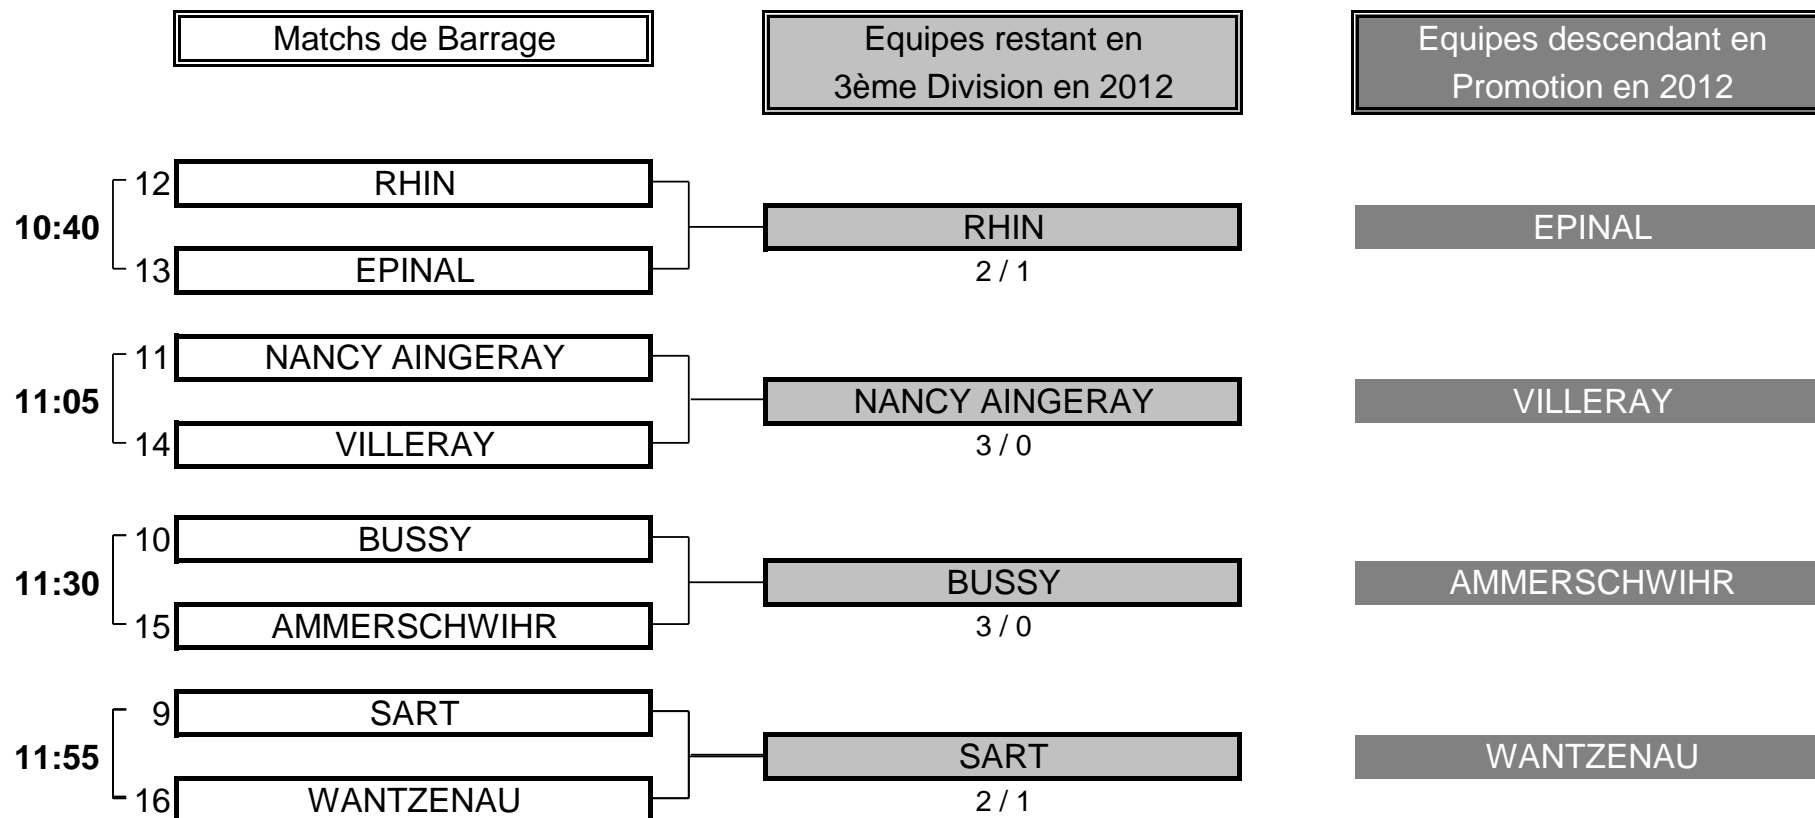 Matchs de Barrage
Equipes restant en
3ème Division en 2012
Equipes descendant en
Promotion en 2012
12 RHIN
10:40 RHIN EPINAL
13 EPINAL 2 / 1
11 NANCY AINGERAY
11:05 NANCY AINGERAY VILLERAY
14 VILLERAY 3 / 0
10 BUSSY
11:30 BUSSY AMMERSCHWIHR
15 AMMERSCHWIHR 3 / 0
9 SART
11:55 SART WANTZENAU
16 WANTZENAU 2 / 1